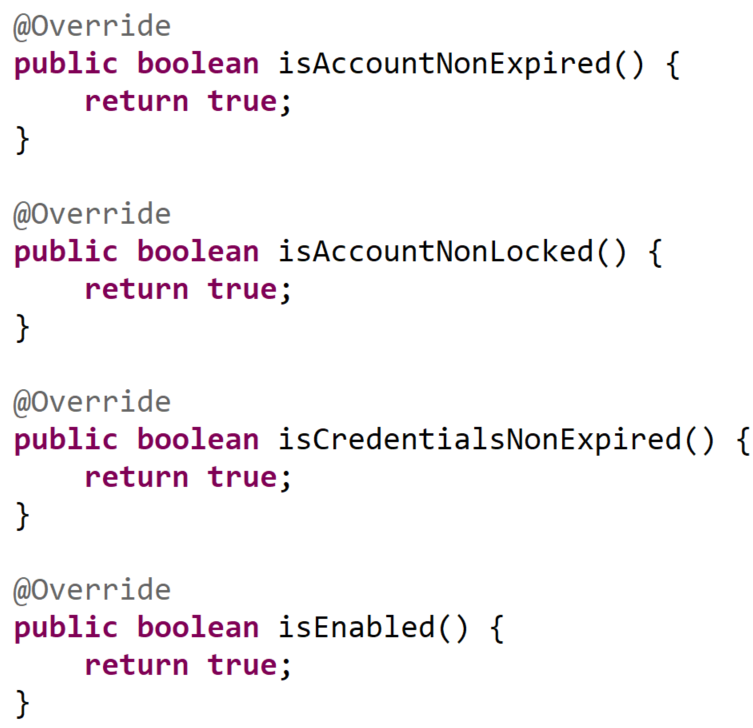 @Override
public boolean isAccountNonExpired() {
    return true;
}

@Override
public boolean isAccountNonLocked() {
    return true;
}

@Override
public boolean isCredentialsNonExpired() {
    return true;
}

@Override
public boolean isEnabled() {
    return true;
}